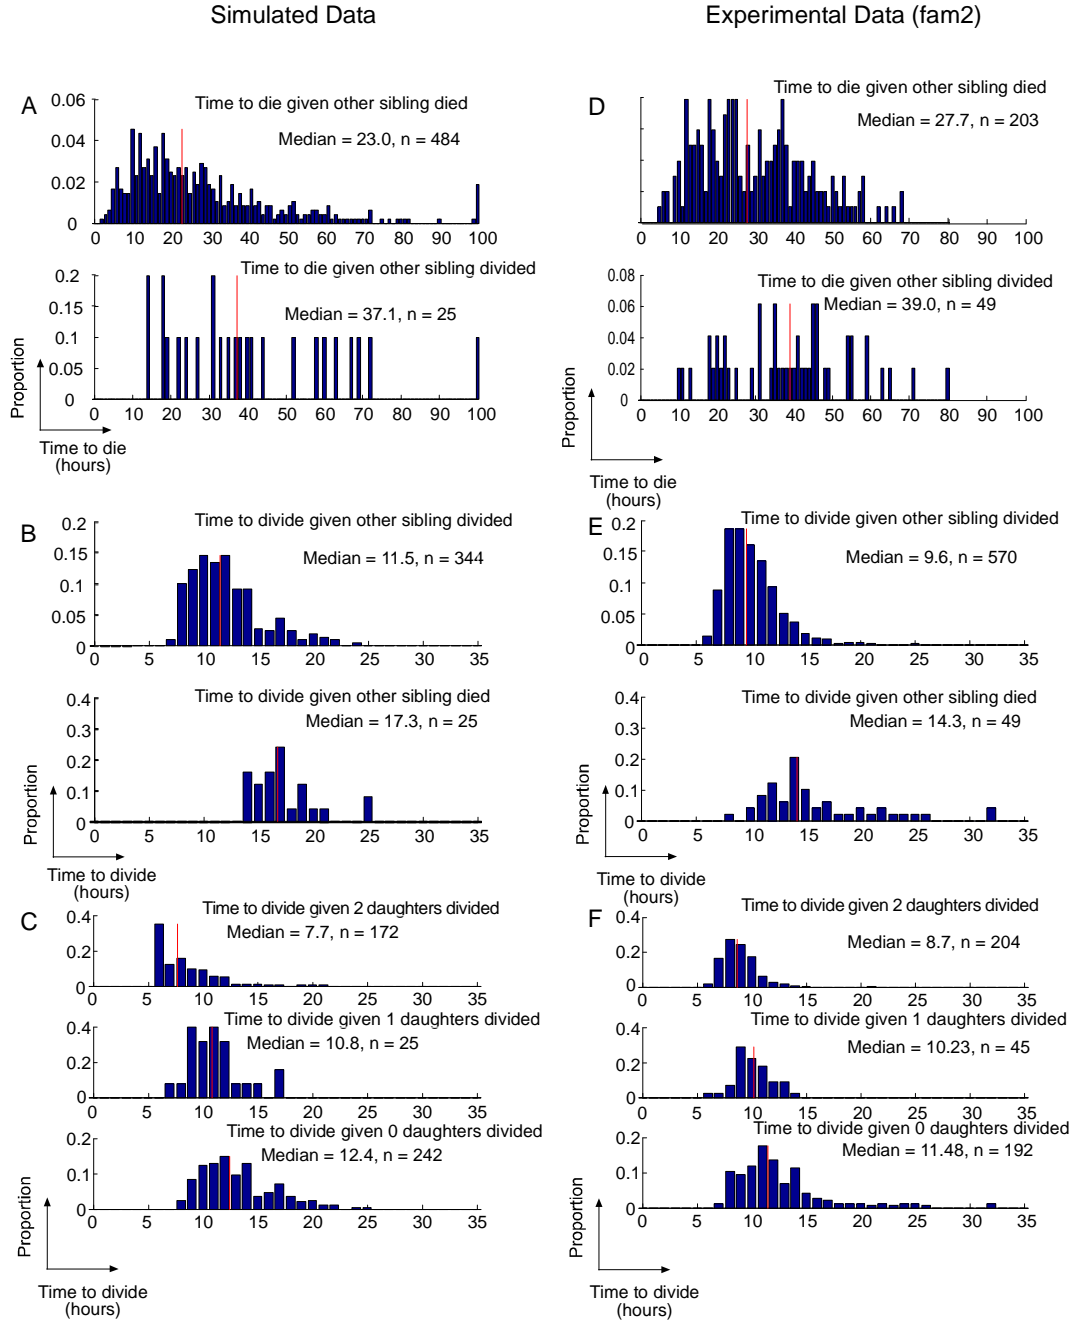 Simulated Data
Experimental Data (fam2)
A
Time to die given other sibling died
Median = 23.0, n = 484
0.06
0.04
0.02
0
0 10 20 30 40 50 60 70 80 90 100
Time to die given other sibling divided
Median = 37.1, n = 25
0.2
0.15
0.1
0.05
0
0 10 20 30 40 50 60 70 80 90 100
Proportion
Time to die
(hours)
D
Time to die given other sibling died
Median = 27.7, n = 203
0 10 20 30 40 50 60 70 80 90 100
Time to die given other sibling divided
Median = 39.0, n = 49
0.08
0.06
0.04
0.02
0
0 10 20 30 40 50 60 70 80 90 100
Proportion
Time to die
(hours)
B
Time to divide given other sibling divided
Median = 11.5, n = 344
0.2
0.15
0.1
0.05
0
0 5 10 15 20 25 30 35
Time to divide given other sibling died
Median = 17.3, n = 25
0.4
0.3
0.2
0.1
0
0 5 10 15 20 25 30 35
Proportion
Time to divide
(hours)
E
Time to divide given other sibling divided
Median = 9.6, n = 570
0.2
0.15
0.1
0.05
0
0 5 10 15 20 25 30 35
Time to divide given other sibling died
Median = 14.3, n = 49
0.4
0.3
0.2
0.1
0
0 5 10 15 20 25 30 35
Proportion
Time to divide
(hours)
C
Time to divide given 2 daughters divided
Median = 7.7, n = 172
0.4
0.2
0
0 5 10 15 20 25 30 35
Time to divide given 1 daughters divided
Median = 10.8, n = 25
0.4
0.2
0
0 5 10 15 20 25 30 35
Time to divide given 0 daughters divided
Median = 12.4, n = 242
0.2
0.1
0
0 5 10 15 20 25 30 35
Proportion
Time to divide
(hours)
F
Time to divide given 2 daughters divided
Median = 8.7, n = 204
0.4
0.2
0
0 5 10 15 20 25 30 35
Time to divide given 1 daughters divided
Median = 10.23, n = 45
0.4
0.2
0
0 5 10 15 20 25 30 35
Time to divide given 0 daughters divided
Median = 11.48, n = 192
0.2
0.1
0
0 5 10 15 20 25 30 35
Proportion
Time to divide
(hours)